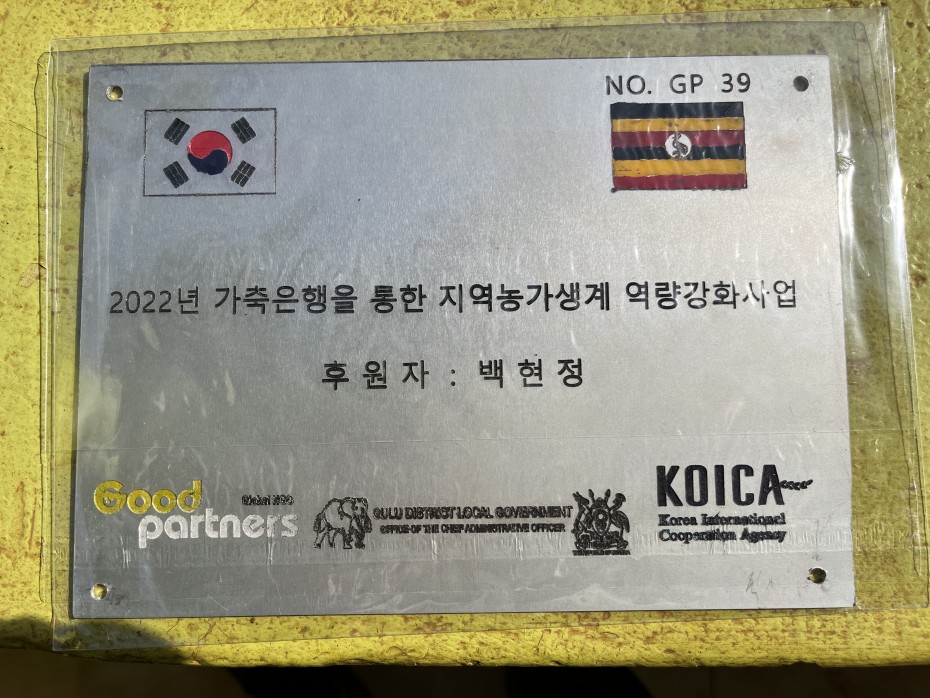 NO. GP 39
2022년 가축은행을 통한 지역농가생계 역량강화사업
후원자 : 백현정
Good partners
Global NGO
GULU DISTRICT LOCAL GOVERNMENT
OFFICE OF THE CHIEF ADMINISTRATIVE OFFICER
KOICA
Korea International
Cooperation Agency